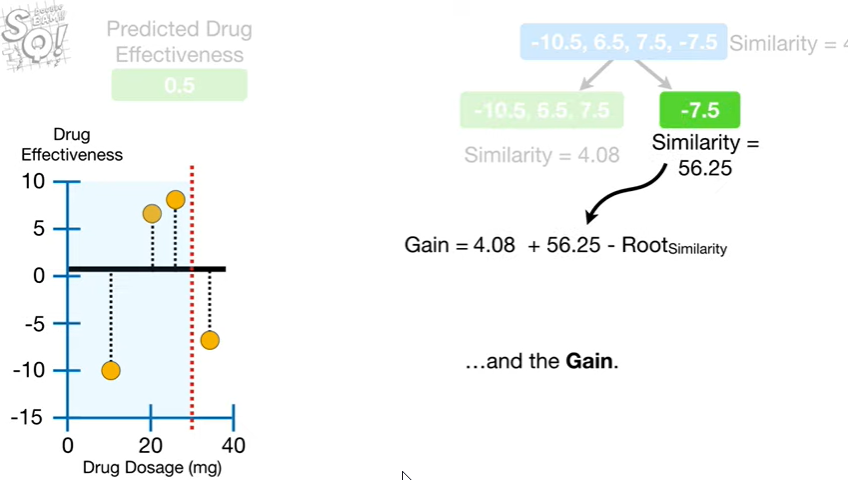 SQ!
Predicted Drug
Effectiveness
0.5
-10.5, 6.5, 7.5, -7.5
Similarity = 4
-10.5, 6.5, 7.5
-7.5
Similarity = 4.08
Similarity =
56.25
Gain = 4.08 + 56.25 - RootSimilarity
…and the Gain.
Drug
Effectiveness
10
5
0
-5
-10
-15
0
20
40
Drug Dosage (mg)